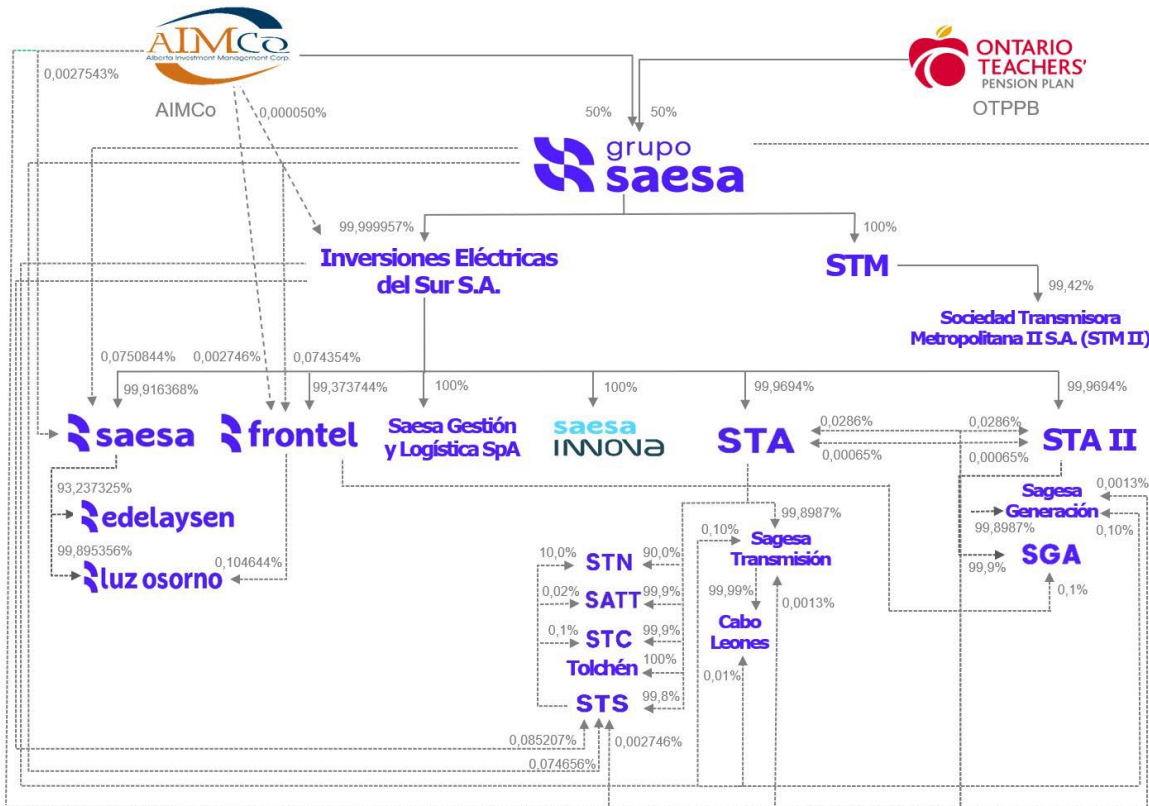 AIMCo
Alberta Investment Management Corp.
AIMCo
ONTARIO
TEACHERS'
PENSION PLAN
OTPPB
0,0027543%
0,000050%
50%
50%
grupo
saesa
99,999957%
100%
Inversiones Eléctricas
del Sur S.A.
STM
99,42%
Sociedad Transmisora
Metropolitana II S.A. (STM II)
0,0750844%
0,002746%
0,074354%
99,916368%
99,373744%
100%
100%
99,9694%
99,9694%
saesa
frontel
Saesa Gestión
y Logística SpA
saesa
INNOVA
STA
0,0286%
0,0286%
0,00065%
0,00065%
STA II
93,237325%
edelaysen
99,895356%
0,104644%
luz osorno
99,8987%
0,10%
Sagesa
Transmisión
10,0%
STN
90,0%
0,02%
SATT
99,9%
99,99%
0,0013%
0,1%
STC
99,9%
Cabo
Leones
Tolchén
100%
0,01%
STS
99,8%
Sagesa
Generación
0,0013%
99,8987%
0,10%
SGA
99,9%
0,1%
0,085207%
0,002746%
0,074656%